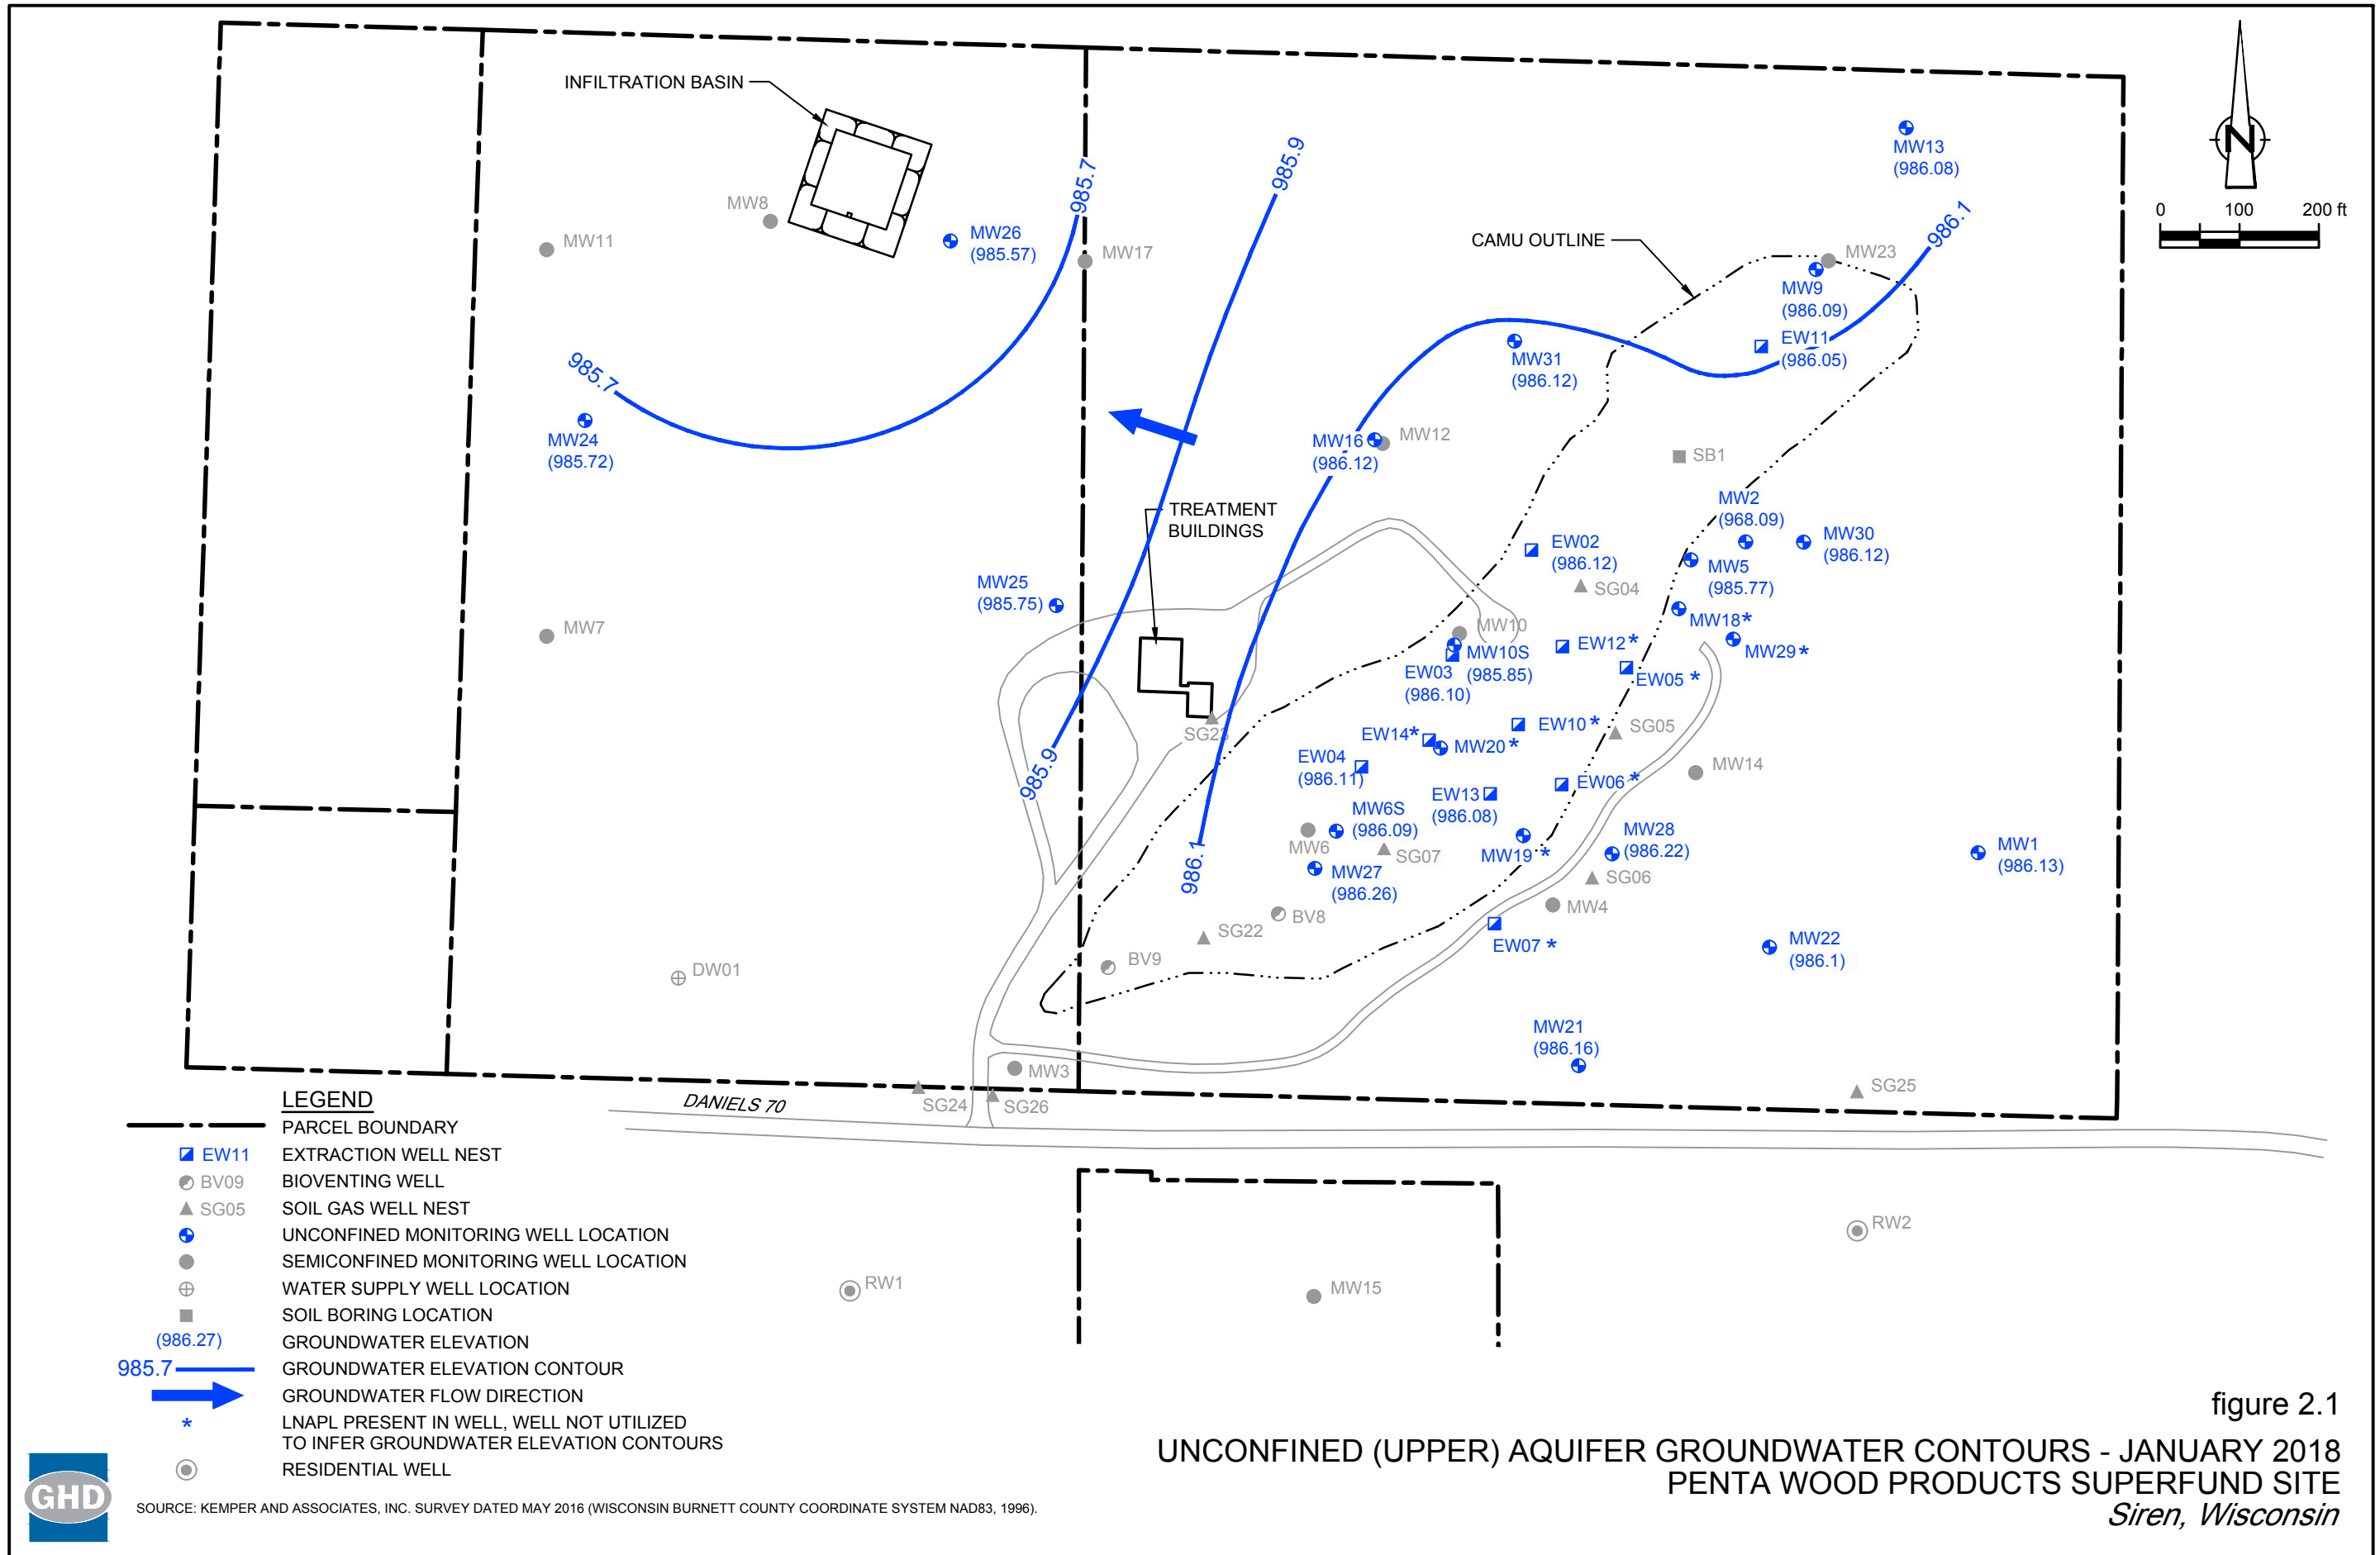 INFILTRATION BASIN
MW8
MW11
MW26
(985.57)
985.7
MW17
985.9
CAMU OUTLINE
MW13
(986.08)
N
0 100 200 ft
986.1
MW23
MW9
(986.09)
EW11
(986.05)
MW31
(986.12)
985.7
MW24
(985.72)
MW16
(986.12)
MW12
SB1
TREATMENT
BUILDINGS
MW2
(968.09)
MW30
(986.12)
EW02
(986.12)
MW5
(985.77)
SG04
MW25
(985.75)
MW7
MW18*
MW10
EW12*
MW29*
MW10S
(985.85)
EW03
(986.10)
EW05 *
SG23
EW14*
EW10*
SG05
MW20*
985.9
EW04
(986.11)
MW14
EW06*
EW13
(986.08)
MW6S
(986.09)
MW6
SG07
MW19 *
MW28
(986.22)
MW1
(986.13)
986.1
MW27
(986.26)
SG06
MW4
BV8
SG22
BV9
EW07 *
MW22
(986.1)
DW01
MW21
(986.16)
MW3
SG24
SG26
SG25
DANIELS 70
RW2
RW1
MW15
LEGEND
PARCEL BOUNDARY
EW11 EXTRACTION WELL NEST
BV09 BIOVENTING WELL
SG05 SOIL GAS WELL NEST
UNCONFINED MONITORING WELL LOCATION
SEMICONFINED MONITORING WELL LOCATION
WATER SUPPLY WELL LOCATION
SOIL BORING LOCATION
(986.27) GROUNDWATER ELEVATION
985.7 GROUNDWATER ELEVATION CONTOUR
GROUNDWATER FLOW DIRECTION
* LNAPL PRESENT IN WELL, WELL NOT UTILIZED
TO INFER GROUNDWATER ELEVATION CONTOURS
RESIDENTIAL WELL
GHD
SOURCE: KEMPER AND ASSOCIATES, INC. SURVEY DATED MAY 2016 (WISCONSIN BURNETT COUNTY COORDINATE SYSTEM NAD83, 1996).
figure 2.1
UNCONFINED (UPPER) AQUIFER GROUNDWATER CONTOURS - JANUARY 2018
PENTA WOOD PRODUCTS SUPERFUND SITE
Siren, Wisconsin